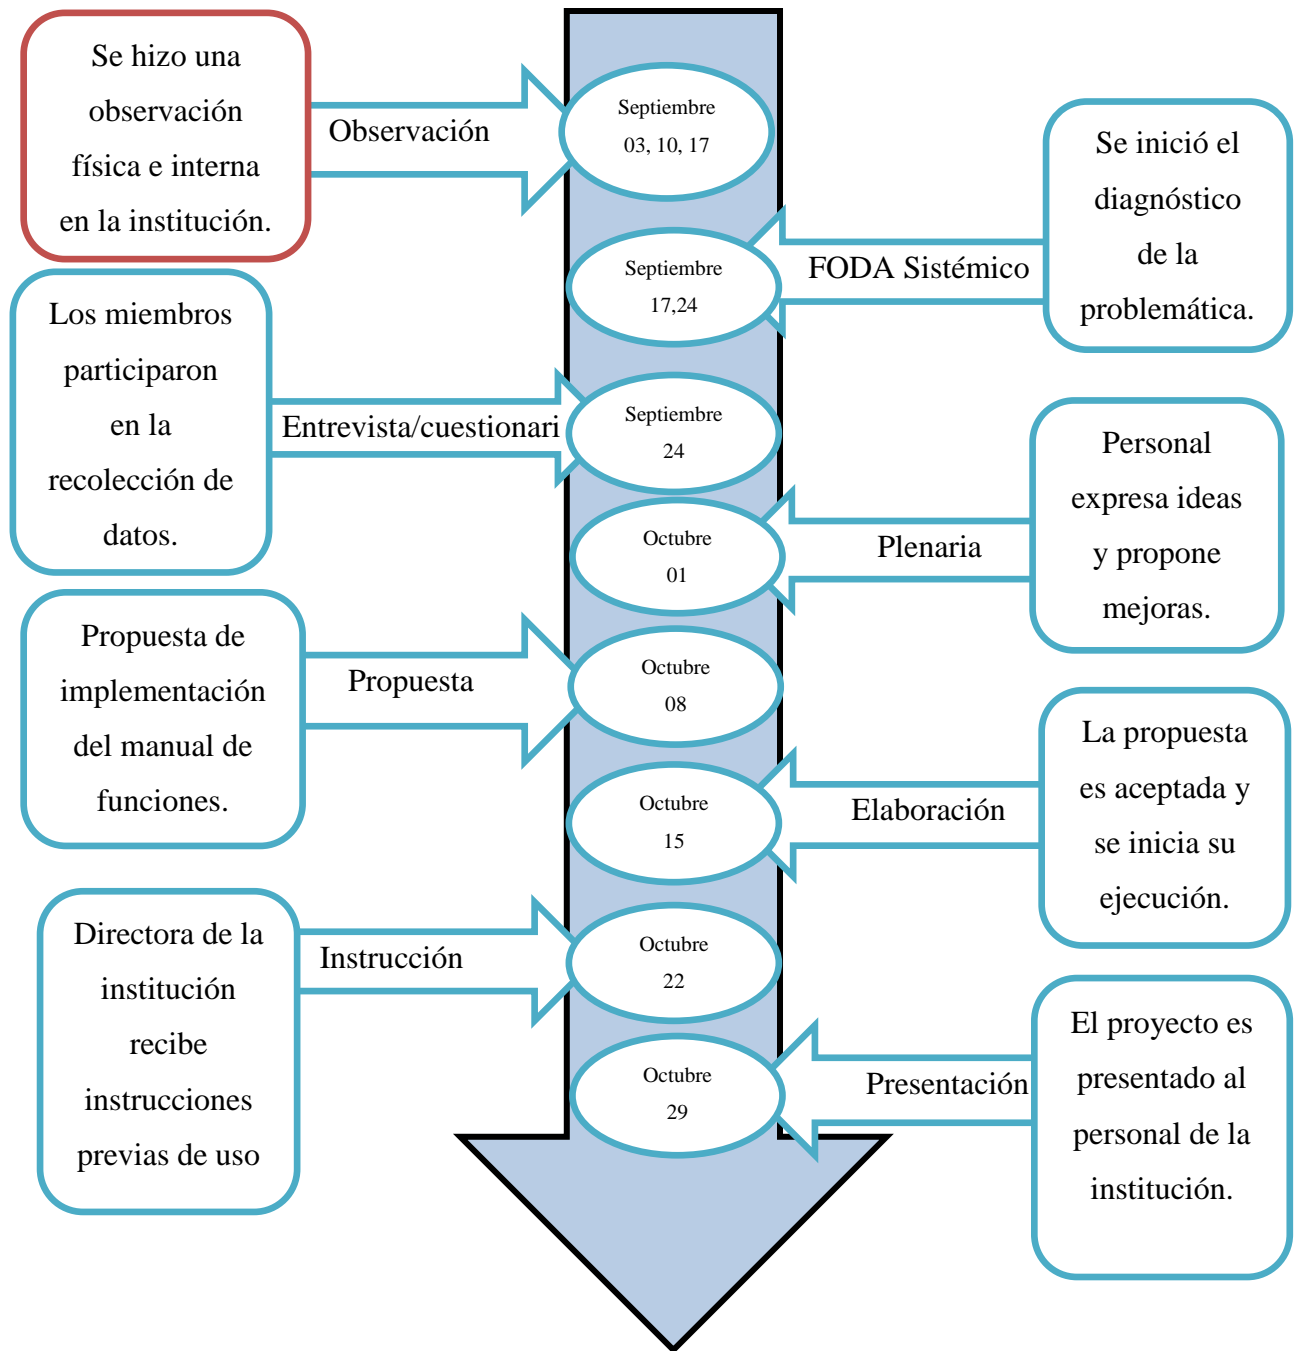 Se hizo una
observación
física e interna
en la institución.
Observación
Septiembre
03, 10, 17
Se inició el
diagnóstico
de la
problemática.
FODA Sistémico
Septiembre
17,24
Los miembros
participaron
en la
recolección de
datos.
Entrevista/cuestionari
Septiembre
24
Personal
expresa ideas
y propone
mejoras.
Plenaria
Octubre
01
Propuesta de
implementación
del manual de
funciones.
Propuesta
Octubre
08
La propuesta
es aceptada y
se inicia su
ejecución.
Elaboración
Octubre
15
Directora de la
institución
recibe
instrucciones
previas de uso
Instrucción
Octubre
22
El proyecto es
presentado al
personal de la
institución.
Presentación
Octubre
29